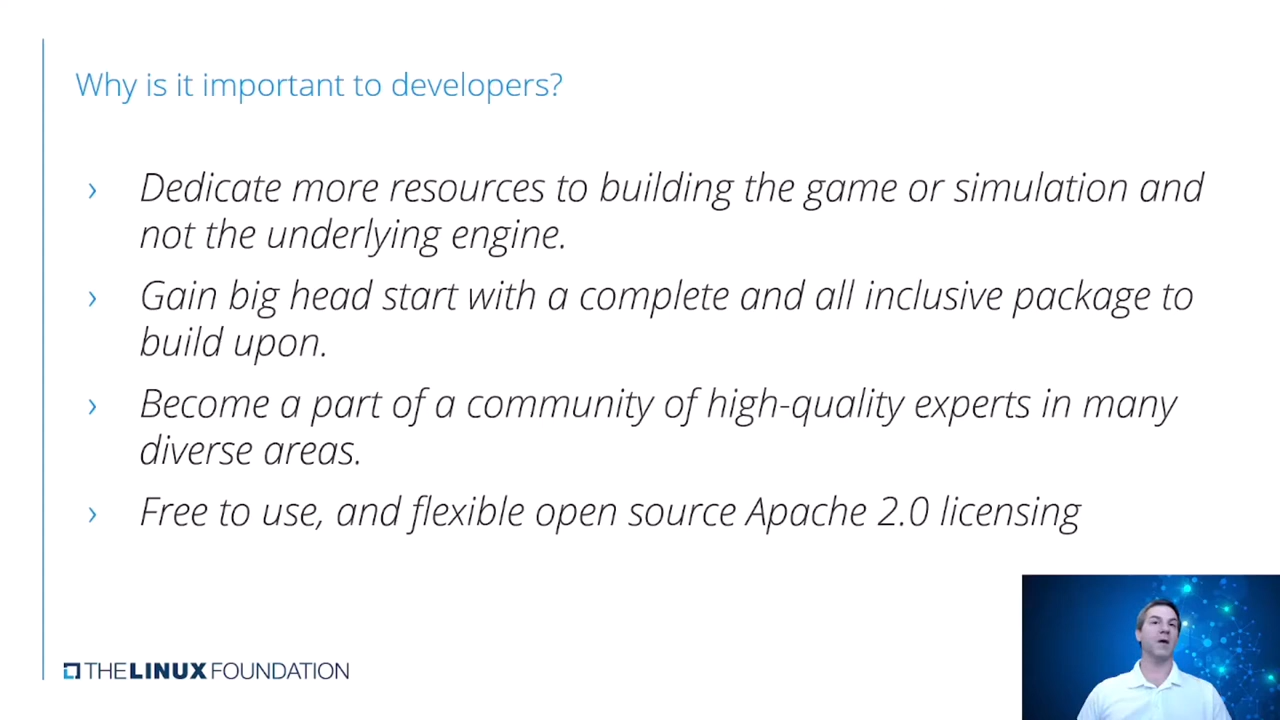 Why is it important to developers?
› Dedicate more resources to building the game or simulation and
not the underlying engine.
› Gain big head start with a complete and all inclusive package to
build upon.
› Become a part of a community of high-quality experts in many
diverse areas.
› Free to use, and flexible open source Apache 2.0 licensing
THE LINUX FOUNDATION